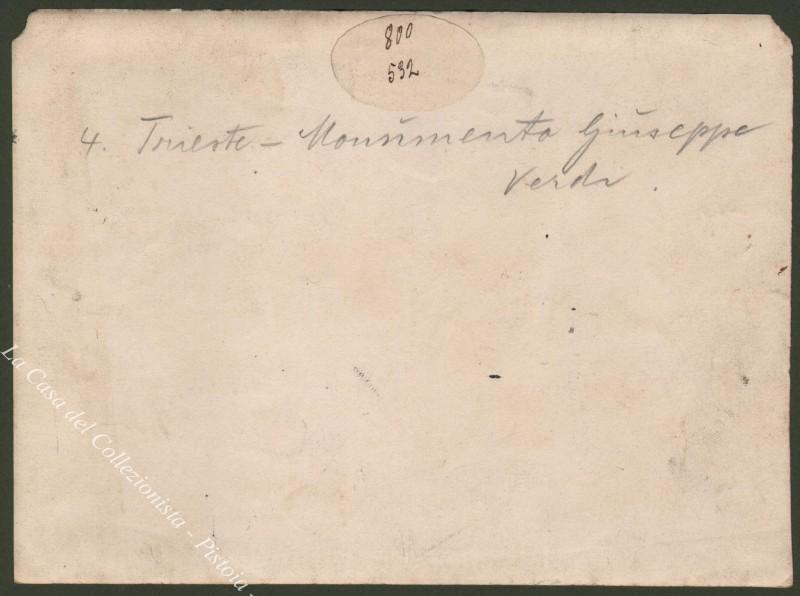 800
532
4. Trieste - Monumento Giuseppe
Verdi.
La Casa del Collezionista - Pistoia -